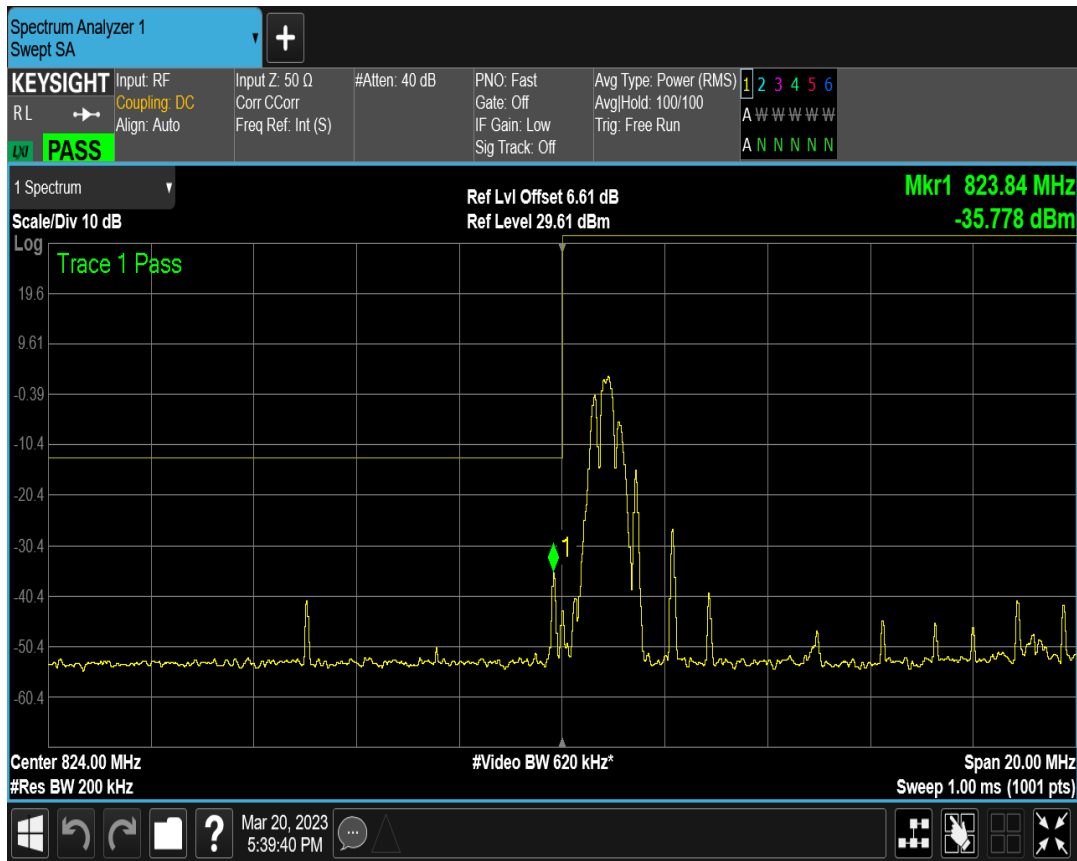 Spectrum Analyzer 1
Swept SA
+
KEYSIGHT
R L
LXI
PASS
Input: RF
Coupling: DC
Align: Auto
Input Z: 50 Ω
Corr CCorr
Freq Ref: Int (S)
#Atten: 40 dB
PNO: Fast
Gate: Off
IF Gain: Low
Sig Track: Off
Avg Type: Power (RMS)
Avg|Hold: 100/100
Trig: Free Run
1 2 3 4 5 6
A W W W W W
A N N N N N
1 Spectrum
Scale/Div 10 dB
Ref Lvl Offset 6.61 dB
Ref Level 29.61 dBm
Mkr1 823.84 MHz
-35.778 dBm
Log
Trace 1 Pass
19.6
9.61
-0.39
-10.4
-20.4
-30.4
1
-40.4
-50.4
-60.4
Center 824.00 MHz
#Video BW 620 kHz*
Span 20.00 MHz
#Res BW 200 kHz
Sweep 1.00 ms (1001 pts)
?
Mar 20, 2023
5:39:40 PM